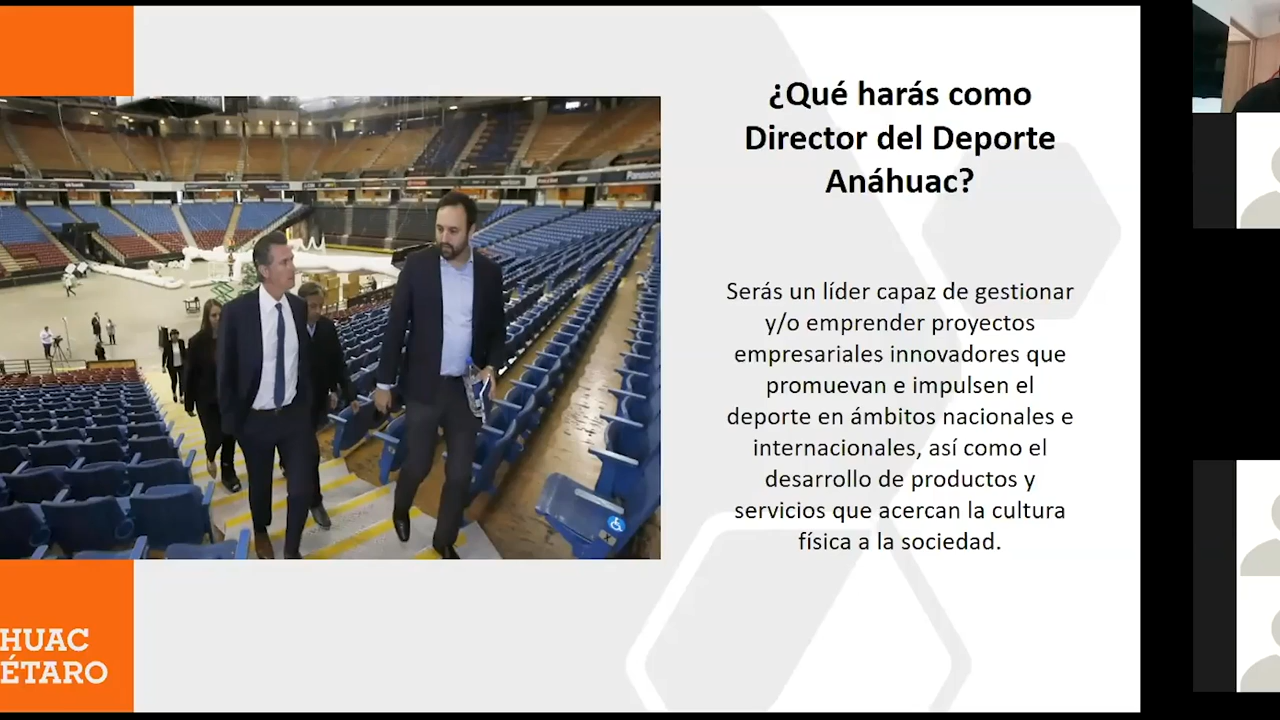 ¿Qué harás como
Director del Deporte
Anáhuac?
Serás un líder capaz de gestionar
y/o emprender proyectos
empresariales innovadores que
promuevan e impulsen el
deporte en ámbitos nacionales e
internacionales, así como el
desarrollo de productos y
servicios que acercan la cultura
física a la sociedad.
Panasonic
X
HUAC
ÉTARO